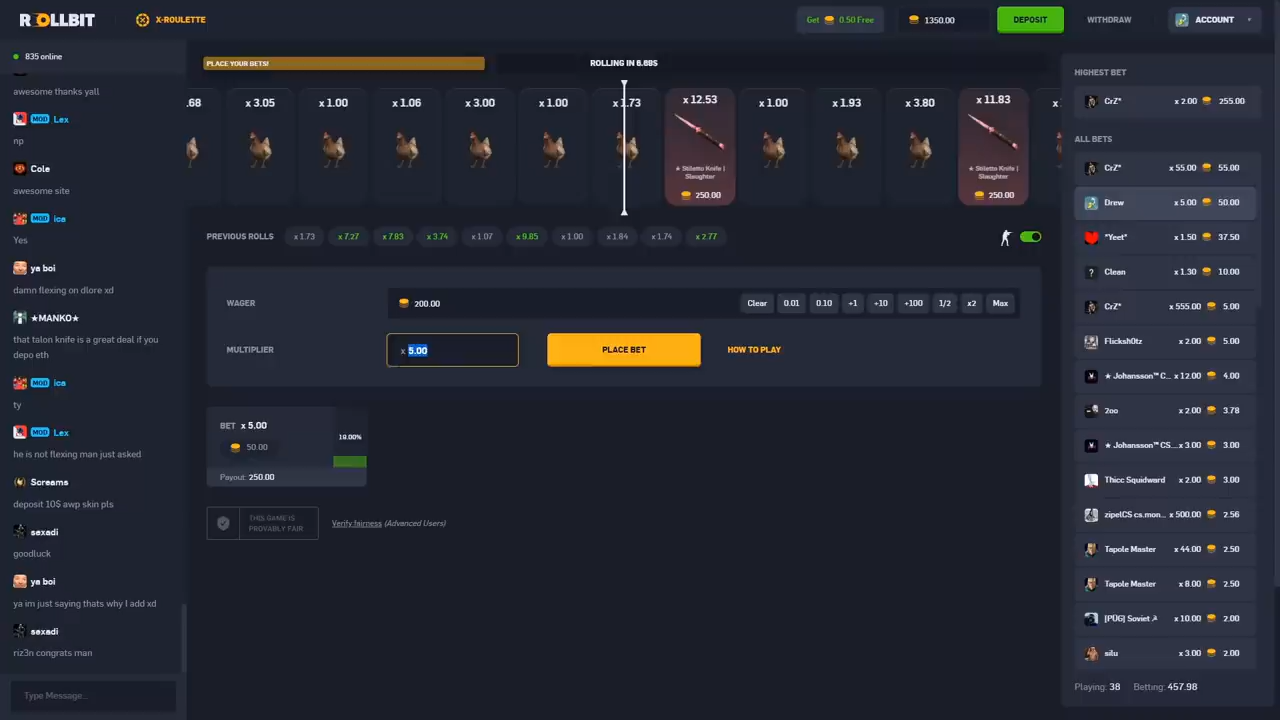 ROLLBIT
X-ROULETTE
Get 0.50 Free
1350.00
DEPOSIT
WITHDRAW
ACCOUNT
835 online
awesome thanks yall
MOD Lex
np
Cole
awesome site
MOD ica
Yes
ya boi
damn flexing on dlore xd
★MANKO★
that talon knife is a great deal if you
depo eth
MOD ica
ty
MOD Lex
he is not flexing man just asked
Screams
deposit 10$ awp skin pls
sexadi
goodluck
ya boi
ya im just saying thats why I add xd
sexadi
riz3n congrats man
Type Message...
PLACE YOUR BETS!
ROLLING IN 6.68S
.68
x 3.05
x 1.00
x 1.06
x 3.00
x 1.00
x 1.73
x 12.53
★ Stiletto Knife |
Slaughter
250.00
x 1.00
x 1.93
x 3.80
x 11.83
★ Stiletto Knife |
Slaughter
250.00
PREVIOUS ROLLS
x 1.73
x 7.27
x 7.83
x 3.74
x 1.07
x 9.85
x 1.00
x 1.84
x 1.74
x 2.77
WAGER
200.00
Clear 0.01 0.10 +1 +10 +100 1/2 x2 Max
MULTIPLIER
x 5.00
PLACE BET
HOW TO PLAY
BET x 5.00
50.00
19.00%
Payout: 250.00
THIS GAME IS
PROVABLY FAIR
Verify fairness (Advanced Users)
HIGHEST BET
CrZ* x 2.00 255.00
ALL BETS
CrZ* x 55.00 55.00
Drew x 5.00 50.00
*Yeet* x 1.50 37.50
Clean x 1.30 10.00
CrZ* x 555.00 5.00
Flicksh0tz x 2.00 5.00
★ Johansson™ C... x 12.00 4.00
2oo x 2.00 3.78
★ Johansson™ CS... x 3.00 3.00
Thicc Squidward x 2.00 3.00
zipelCS cs.mon... x 500.00 2.56
Tapole Master x 44.00 2.50
Tapole Master x 8.00 2.50
[PÜG] Soviet ☭ x 10.00 2.00
silu x 3.00 2.00
Playing: 38 Betting: 457.98